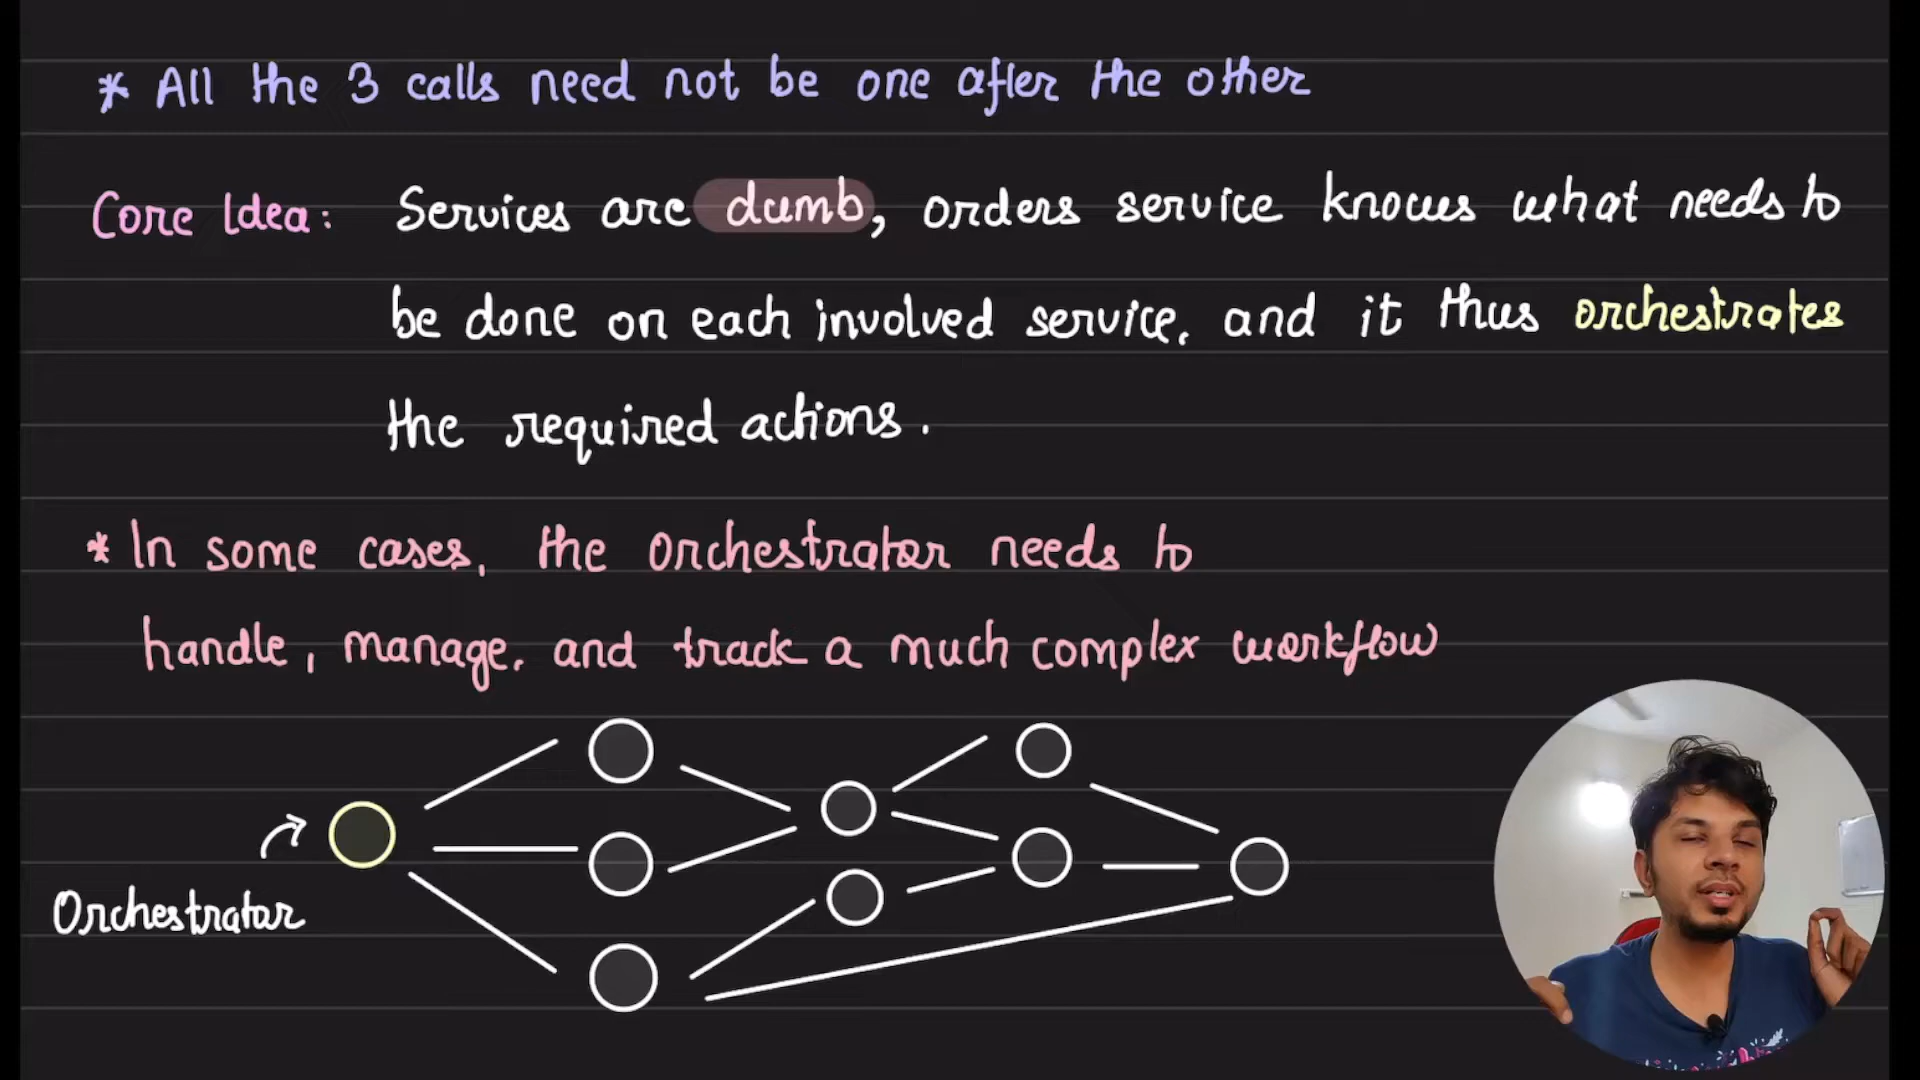 * All the 3 calls need not be one after the other
Core Idea: Services are dumb, orders service knows what needs to
be done on each involved service, and it thus orchestrates
the required actions.
* In some cases, the orchestrator needs to
handle, manage, and track a much complex workflow
Orchestrator